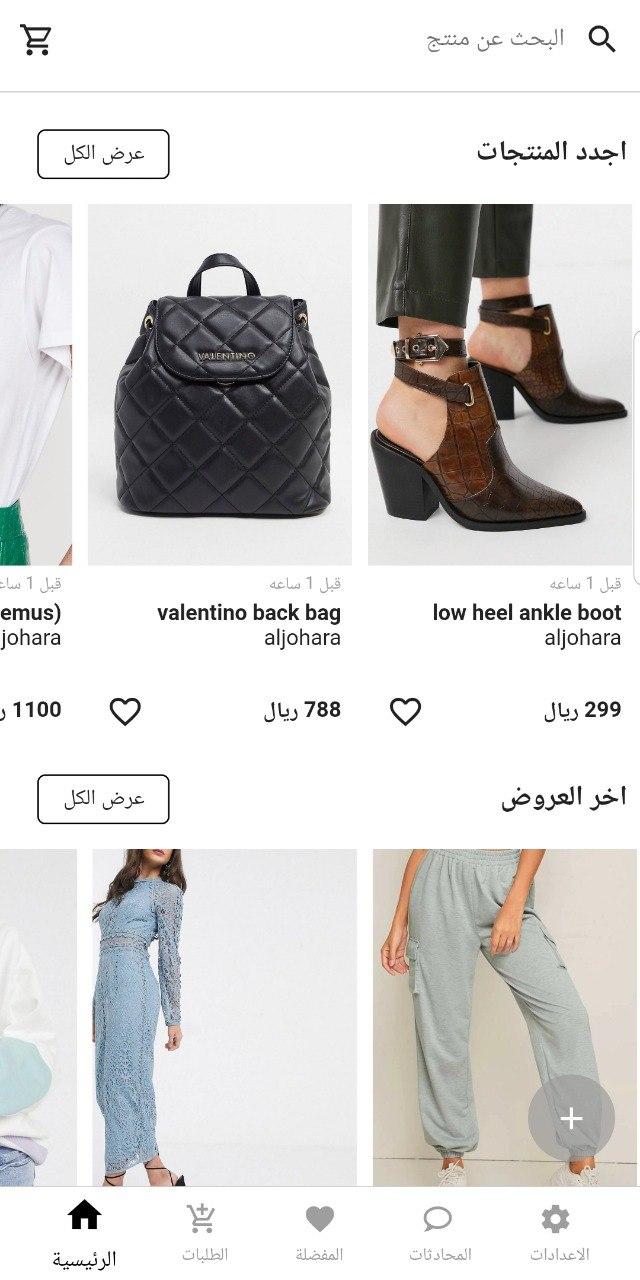 البحث عن منتج
اجدد المنتجات
عرض الكل
VALENTINO
قبل 1 ساعه
low heel ankle boot
aljohara
299 ريال
قبل 1 ساعه
valentino back bag
aljohara
788 ريال
قبل 1
emus)
johara
1100
اخر العروض
عرض الكل
الاعدادات
المحادثات
المفضلة
الطلبات
الرئيسية